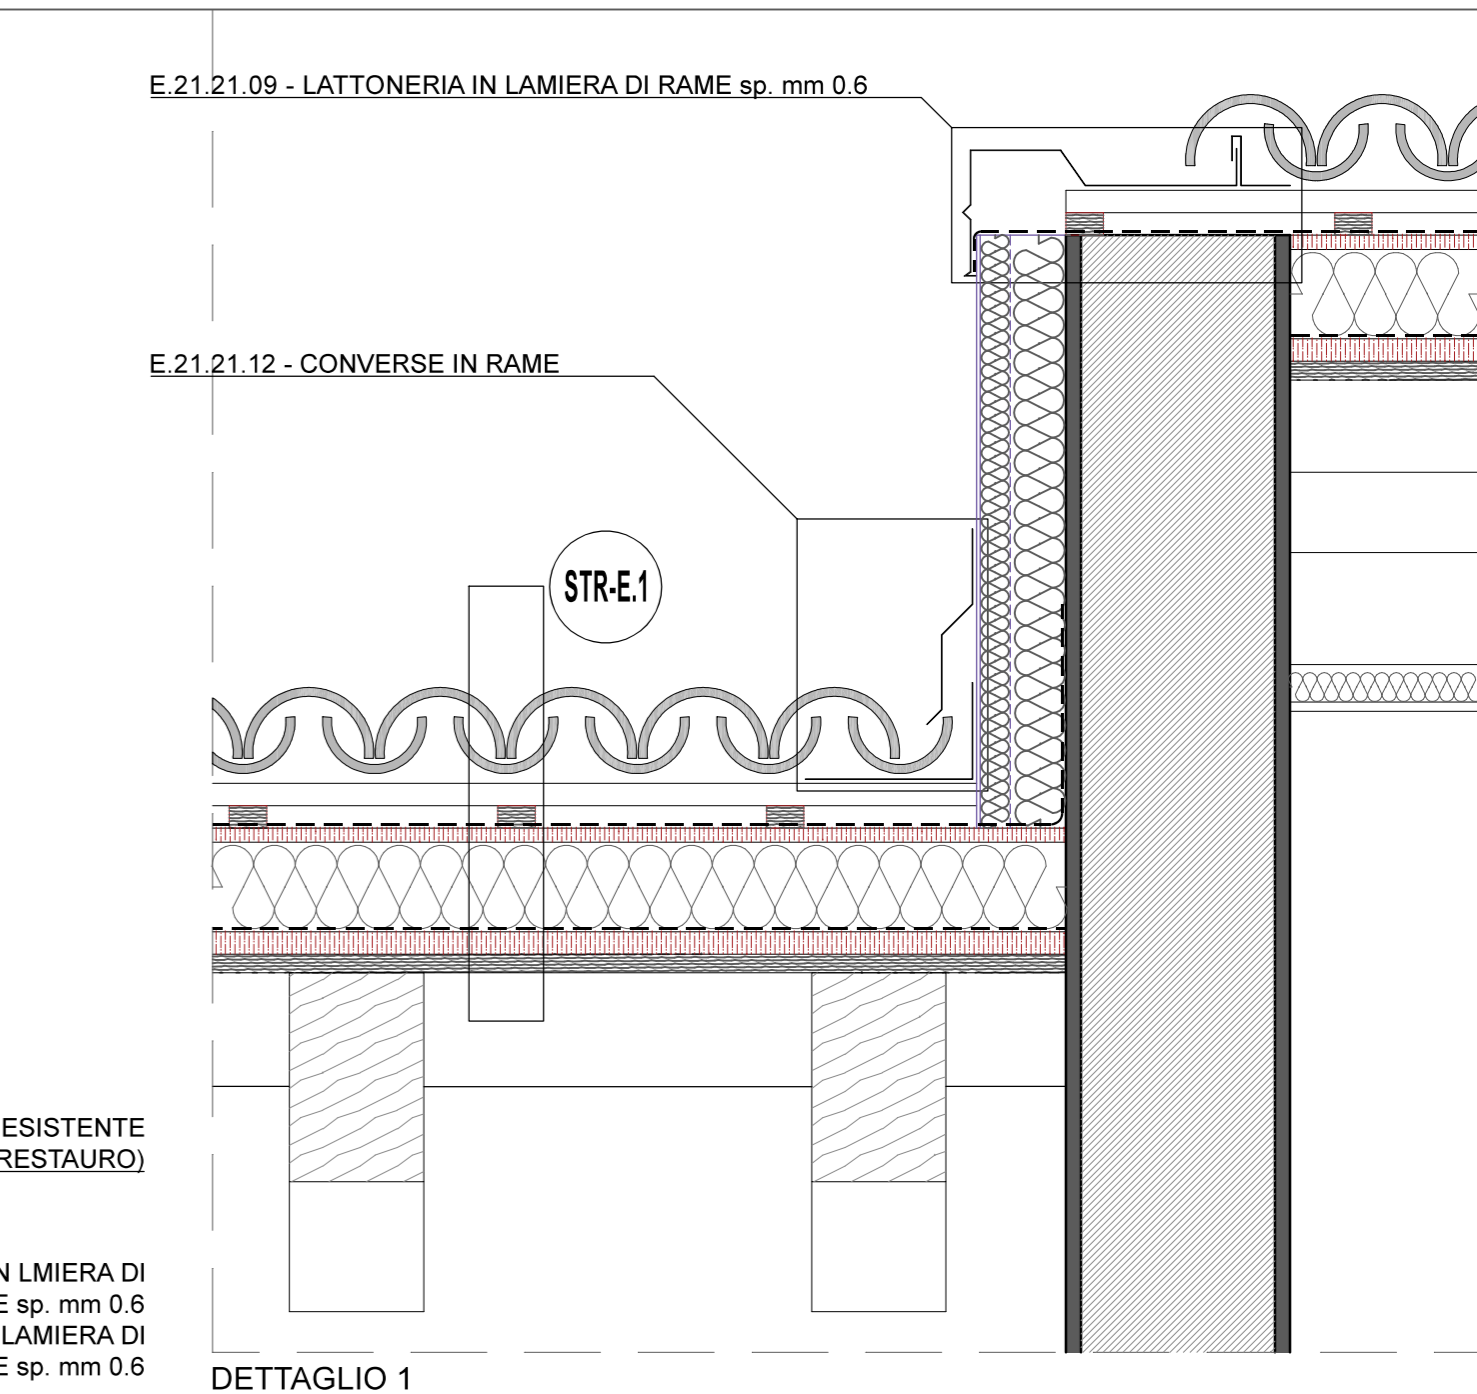 E.21.21.09 - LATTONERIA IN LAMIERA DI RAME sp. mm 0.6
E.21.21.12 - CONVERSE IN RAME
STR-E.1
ESISTENTE
RESTAURO)
LMIERA DI
sp. mm 0.6
LAMIERA DI
sp. mm 0.6
DETTAGLIO 1